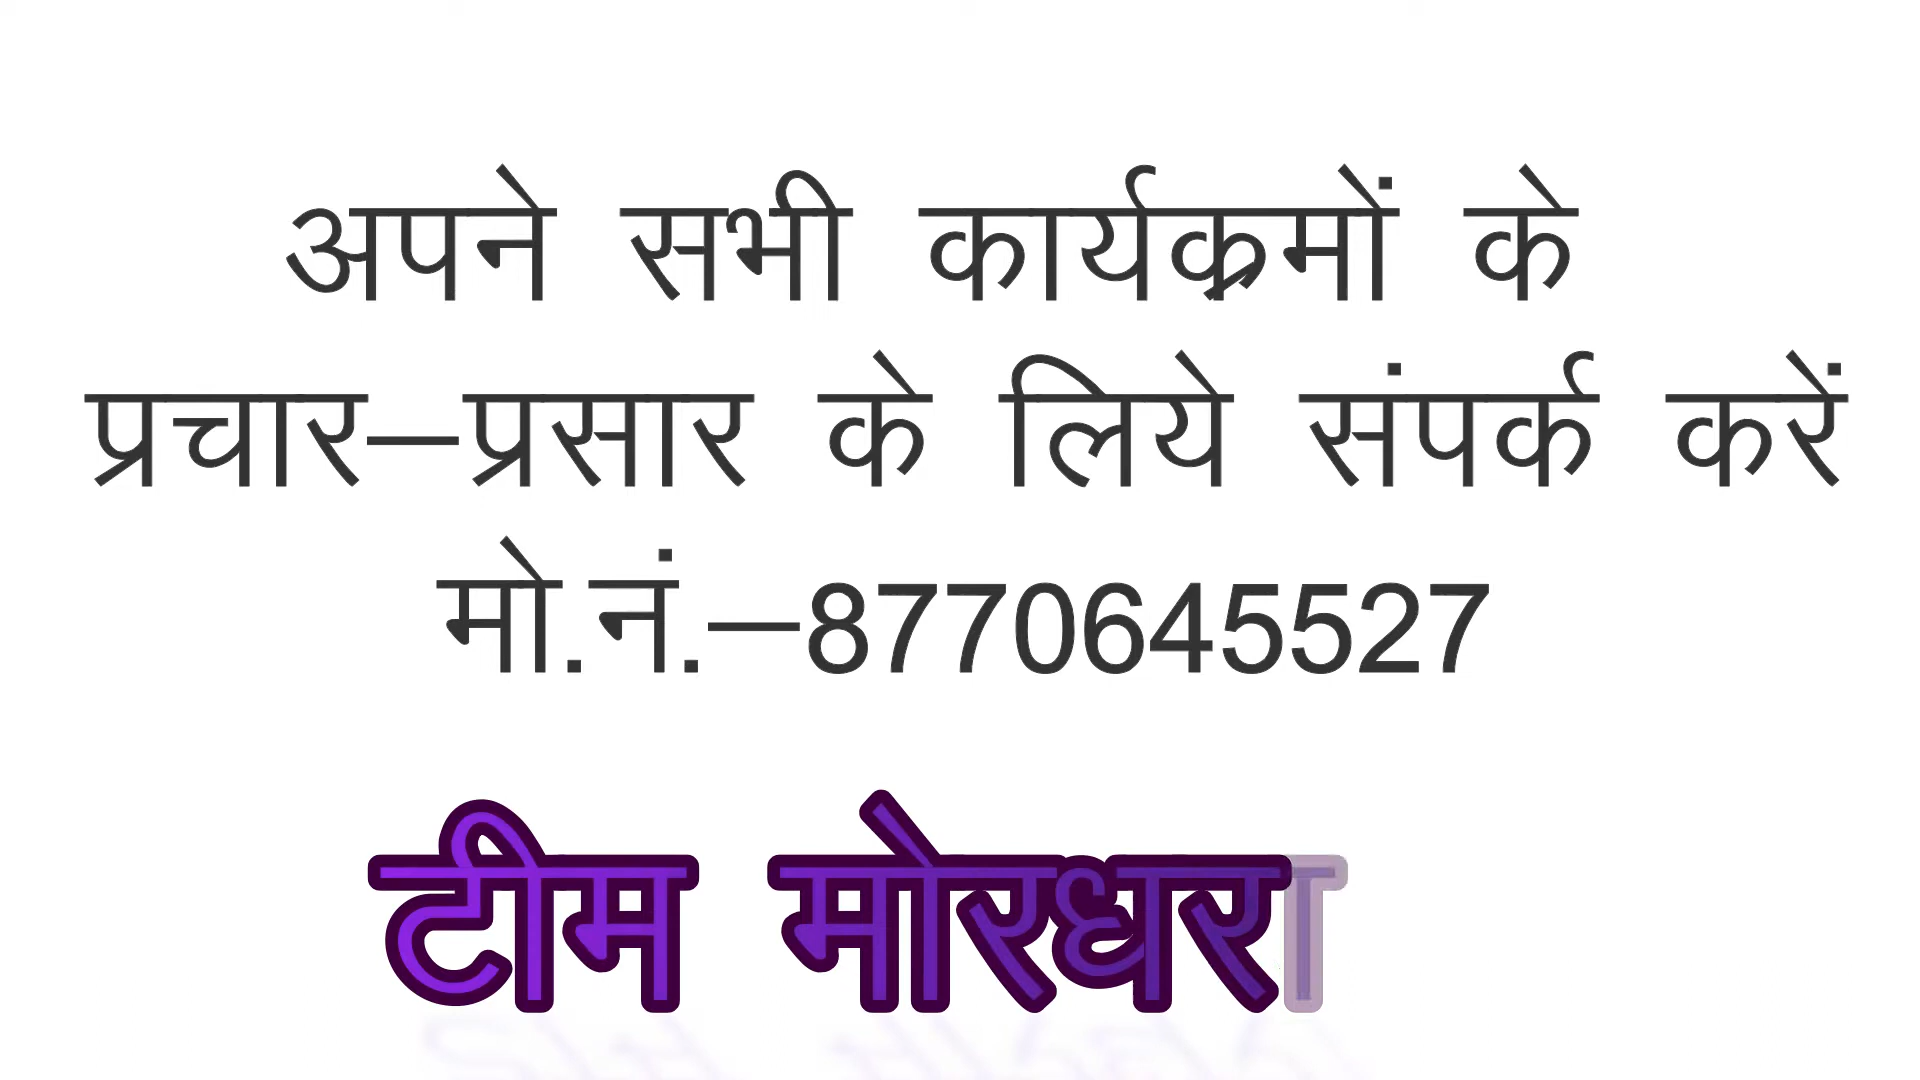 अपने सभी कार्यक्रमों के
प्रचार–प्रसार के लिये संपर्क करें
मो.नं.–8770645527
टीम मोरधरा